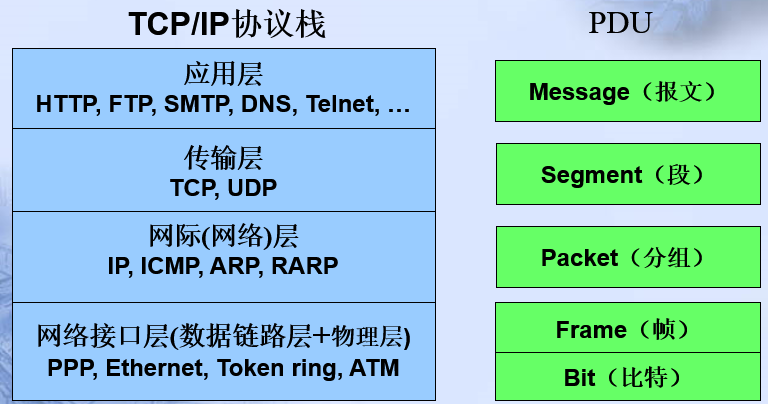 TCP/IP协议栈
PDU
应用层
HTTP, FTP, SMTP, DNS, Telnet, ...
Message（报文）
传输层
TCP, UDP
Segment（段）
网际(网络)层
IP, ICMP, ARP, RARP
Packet（分组）
网络接口层(数据链路层+物理层)
PPP, Ethernet, Token ring, ATM
Frame（帧）
Bit（比特）